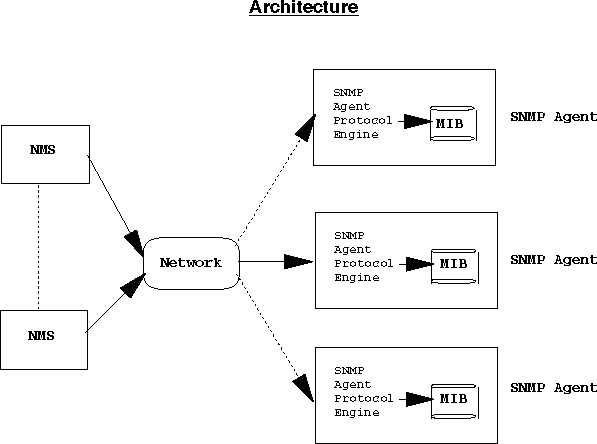 Architecture
SNMP
Agent
Protocol
Engine
MIB
SNMP Agent
NMS
Network
SNMP
Agent
Protocol
Engine
MIB
SNMP Agent
NMS
SNMP
Agent
Protocol
Engine
MIB
SNMP Agent